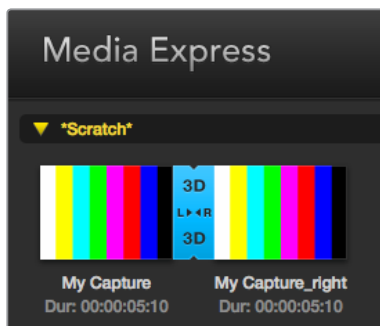 Media Express
*Scratch*
3D
L▶◀R
3D
My Capture My Capture_right
Dur: 00:00:05:10 Dur: 00:00:05:10